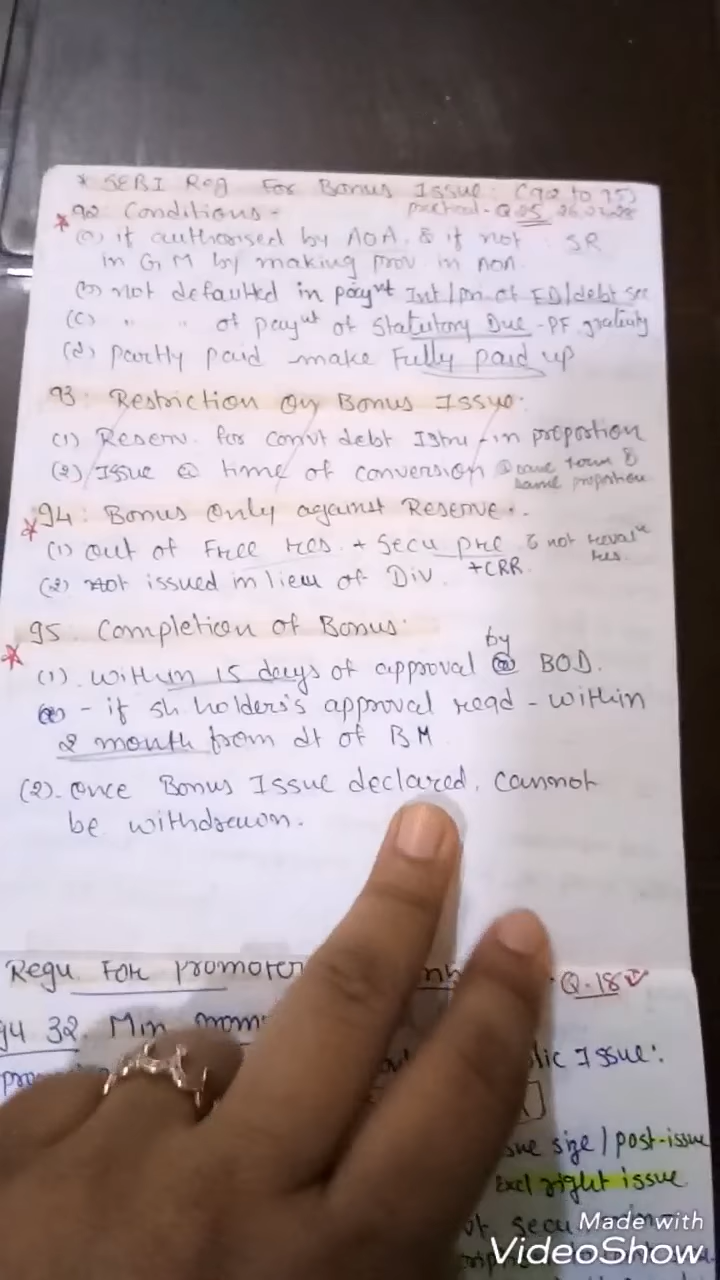 * SEBI Reg For Bonus Issue: (92 to 95)
* 92 Conditions - practical - Q.25
(a) if authorised by AOA & if not SR
in GM by making prov. in AOA
(b) not defaulted in paymt Int/pri of FD/debt sec
(c) " " of paymt of Statutory Due - PF gratuity
(d) partly paid make Fully paid up
93: Restriction on Bonus Issue:
(1) Reserv. for convt debt Istru - in proportion
(2) Issue @ time of conversion @ same term & same proportion
* 94: Bonus Only against Reserve.
(1) out of Free res. + Secu pre & not revaln res.
+ CRR
(2) not issued in lieu of Div.
* 95: Completion of Bonus:
(1). within 15 days of approval by BOD.
- if sh holders's approval reqd - within
2 month from dt of BM
(2). Once Bonus Issue declared. cannot
be withdrawn.
Regu. For promoter Q.18
32. Min
lic Issue:
sue size / post-issue
Excl right issue
secu
Made with
VideoShow